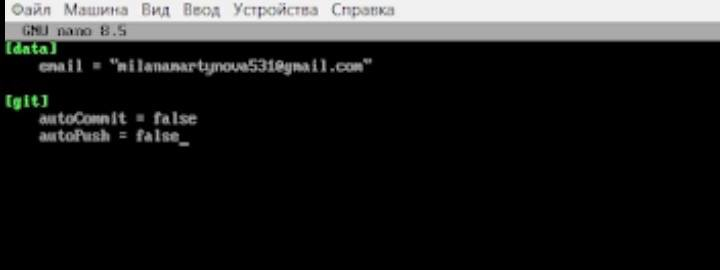 Файл Машина Вид Ввод Устройства Справка
GNU nano 8.5
[data]
email = "milanamartynova531@gmail.com"
[git]
autoCommit = false
autoPush = false_